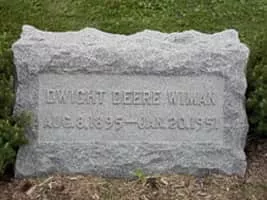 DWIGHT DEERE WIMAN
AUG. 8, 1895—JAN. 20, 1951